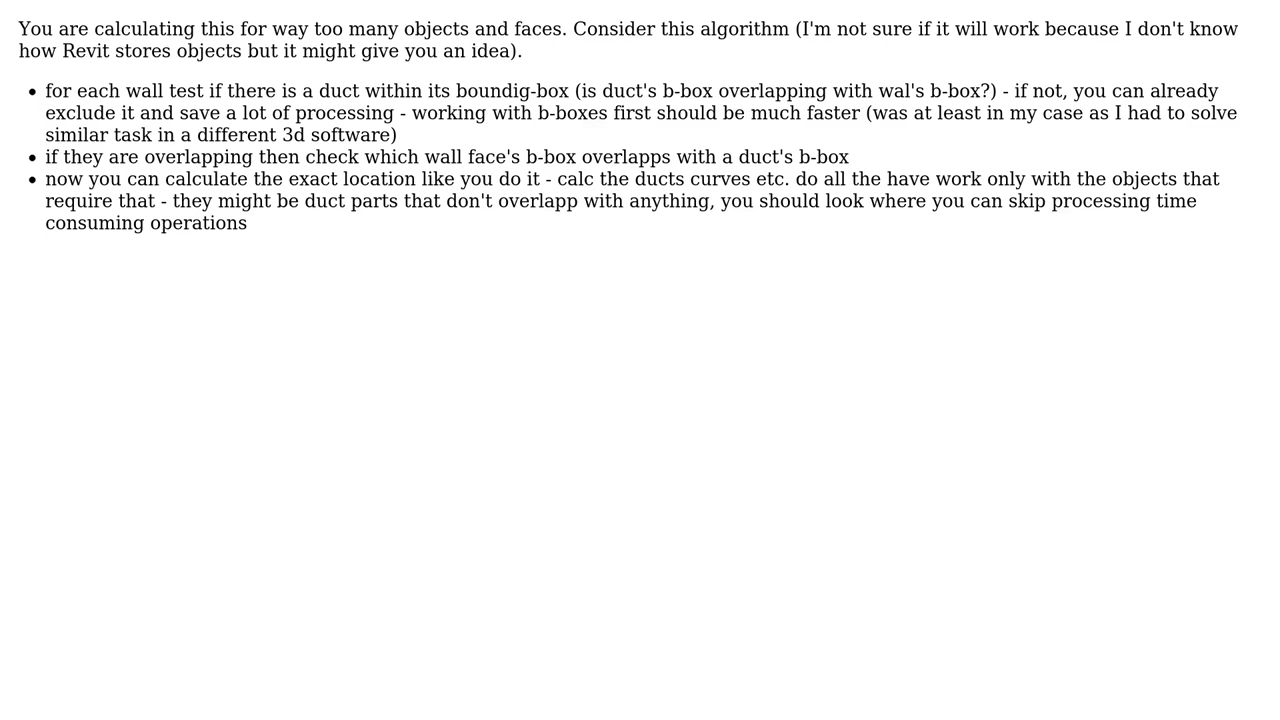 You are calculating this for way too many objects and faces. Consider this algorithm (I'm not sure if it will work because I don't know
how Revit stores objects but it might give you an idea).
• for each wall test if there is a duct within its boundig-box (is duct's b-box overlapping with wal's b-box?) - if not, you can already
exclude it and save a lot of processing - working with b-boxes first should be much faster (was at least in my case as I had to solve
similar task in a different 3d software)
• if they are overlapping then check which wall face's b-box overlapps with a duct's b-box
• now you can calculate the exact location like you do it - calc the ducts curves etc. do all the have work only with the objects that
require that - they might be duct parts that don't overlapp with anything, you should look where you can skip processing time
consuming operations